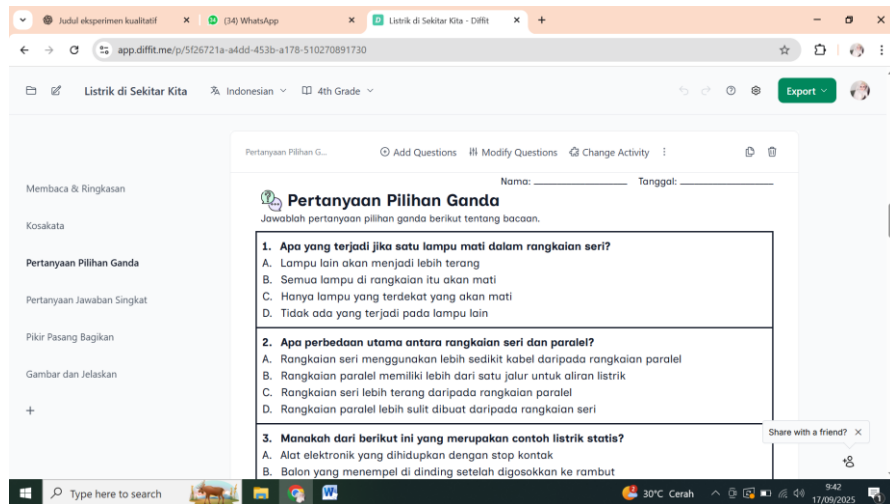 Judul eksperimen kualitatif
(34) WhatsApp
Listrik di Sekitar Kita - Diffit
app.diffit.me/p/5f26721a-a4dd-453b-a178-510270891730
Listrik di Sekitar Kita
Indonesian
4th Grade
Export
Membaca & Ringkasan
Kosakata
Pertanyaan Pilihan Ganda
Pertanyaan Jawaban Singkat
Pikir Pasang Bagikan
Gambar dan Jelaskan
Pertanyaan Pilihan G...
Add Questions
Modify Questions
Change Activity
Nama: Tanggal:
Pertanyaan Pilihan Ganda
Jawablah pertanyaan pilihan ganda berikut tentang bacaan.
1. Apa yang terjadi jika satu lampu mati dalam rangkaian seri?
A. Lampu lain akan menjadi lebih terang
B. Semua lampu di rangkaian itu akan mati
C. Hanya lampu yang terdekat yang akan mati
D. Tidak ada yang terjadi pada lampu lain
2. Apa perbedaan utama antara rangkaian seri dan paralel?
A. Rangkaian seri menggunakan lebih sedikit kabel daripada rangkaian paralel
B. Rangkaian paralel memiliki lebih dari satu jalur untuk aliran listrik
C. Rangkaian seri lebih terang daripada rangkaian paralel
D. Rangkaian paralel lebih sulit dibuat daripada rangkaian seri
3. Manakah dari berikut ini yang merupakan contoh listrik statis?
A. Alat elektronik yang dihidupkan dengan stop kontak
B. Balon yang menempel di dinding setelah digosokkan ke rambut
Share with a friend?
Type here to search
30°C Cerah
9:42
17/09/2025